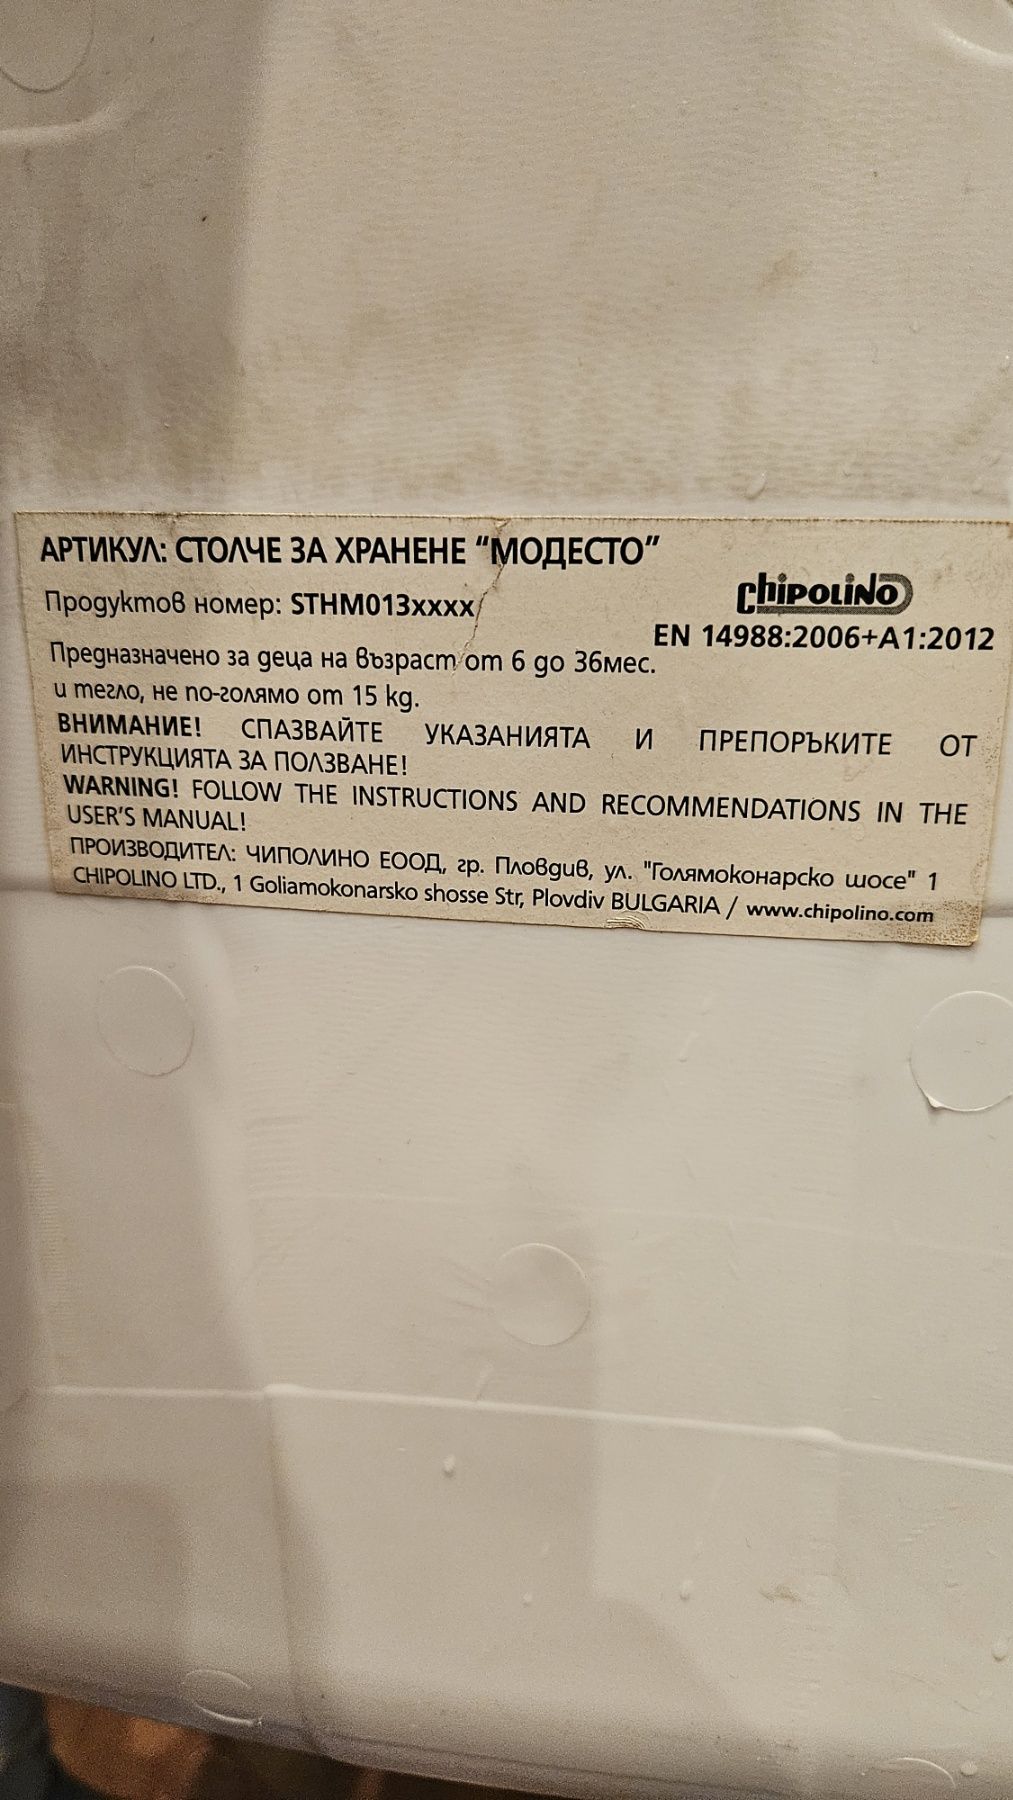 АРТИКУЛ: СТОЛЧЕ ЗА ХРАНЕНЕ “МОДЕСТО”
Продуктов номер: STHM013xxxx
chipolino
EN 14988:2006+A1:2012
Предназначено за деца на възраст от 6 до 36мес.
и тегло, не по-голямо от 15 kg.
ВНИМАНИЕ! СПАЗВАЙТЕ УКАЗАНИЯТА И ПРЕПОРЪКИТЕ ОТ
ИНСТРУКЦИЯТА ЗА ПОЛЗВАНЕ!
WARNING! FOLLOW THE INSTRUCTIONS AND RECOMMENDATIONS IN THE
USER'S MANUAL!
ПРОИЗВОДИТЕЛ: ЧИПОЛИНО ЕООД, гр. Пловдив, ул. "Голямоконарско шосе" 1
CHIPOLINO LTD., 1 Goliamokonarsko shosse Str, Plovdiv BULGARIA / www.chipolino.com